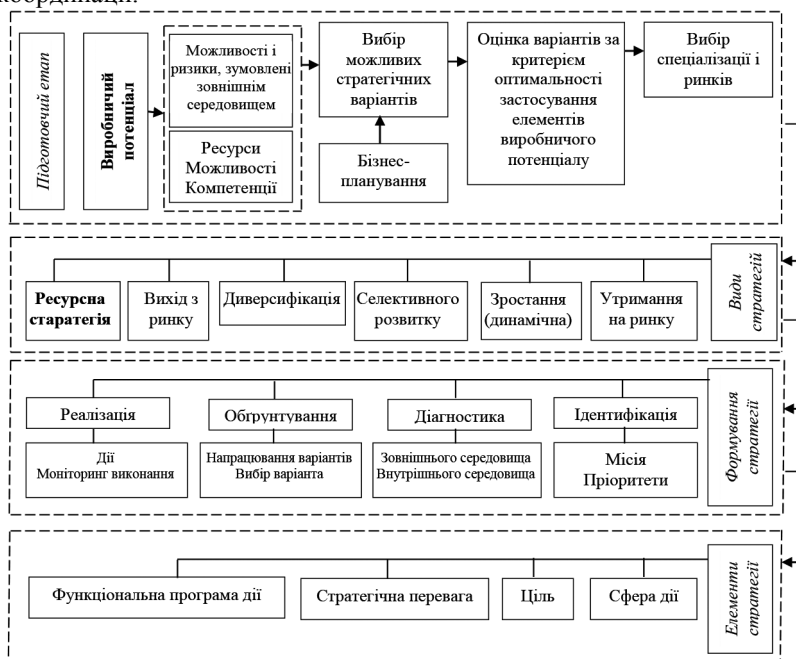 координації.
Підготовчий етап
Виробничий
потенціал
Можливості і
ризики, зумовлені
зовнішнім
середовищем
Ресурси
Можливості
Компетенції
Вибір
можливих
стратегічних
варіантів
Бізнес-
планування
Оцінка варіантів за
критерієм
оптимальності
застосування
елементів
виробничого
потенціалу
Вибір
спеціалізації і
ринків
Ресурсна
старатегія
Вихід з
ринку
Диверсифікація
Селективного
розвитку
Зростання
(динамічна)
Утримання
на ринку
Види
стратегій
Реалізація
Обґрунтування
Діагностика
Ідентифікація
Дії
Моніторинг виконання
Напрацювання варіантів
Вибір варіанта
Зовнішнього середовища
Внутрішнього середовища
Місія
Пріоритети
Формування
стратегії
Функціональна програма дії
Стратегічна перевага
Ціль
Сфера дії
Елементи
стратегії